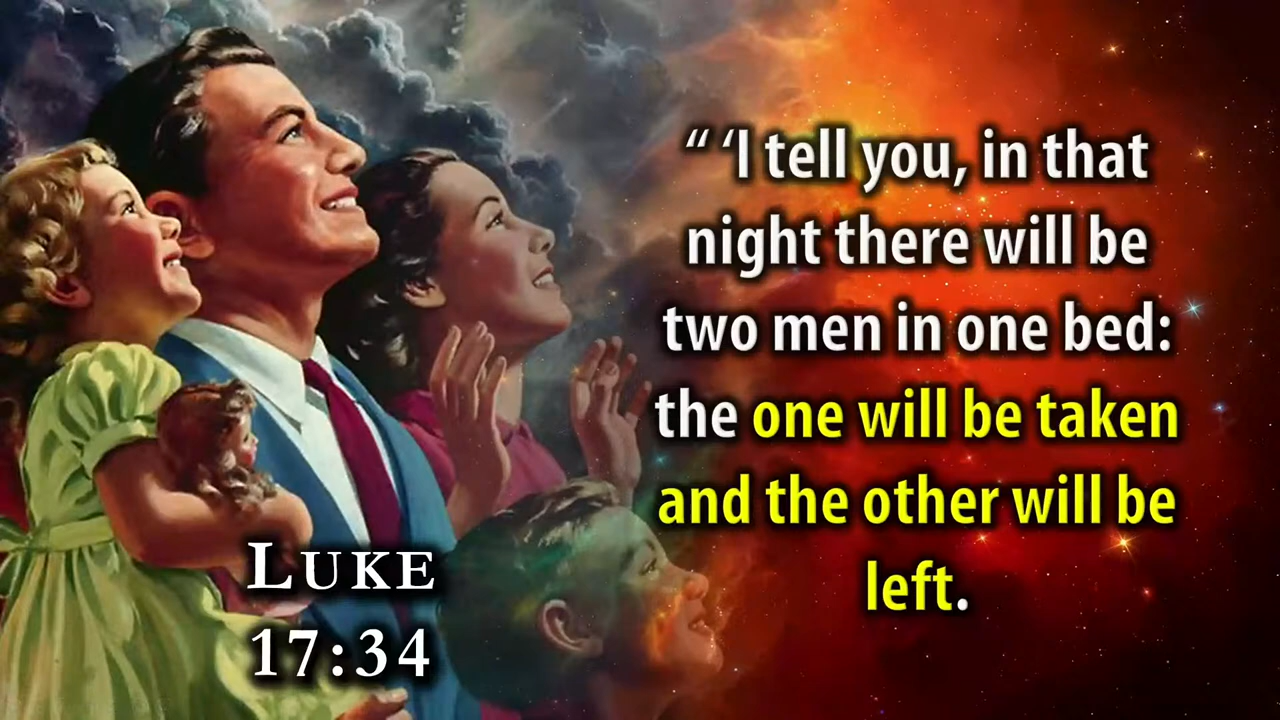 “ ‘I tell you, in that
night there will be
two men in one bed:
the one will be taken
and the other will be
left.
LUKE
17:34